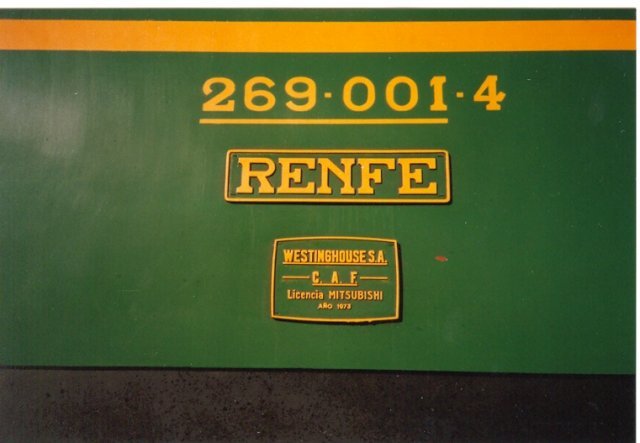 269·001·4
RENFE
WESTINGHOUSE S.A.
C. A. F.
Licencia MITSUBISHI
AÑO 1973